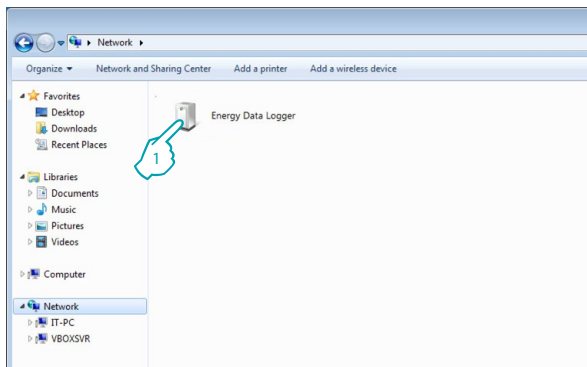 Network
Organize
Network and Sharing Center
Add a printer
Add a wireless device
Favorites
Desktop
Downloads
Recent Places
Libraries
Documents
Music
Pictures
Videos
Computer
Network
IT-PC
VBOXSVR
Energy Data Logger
1